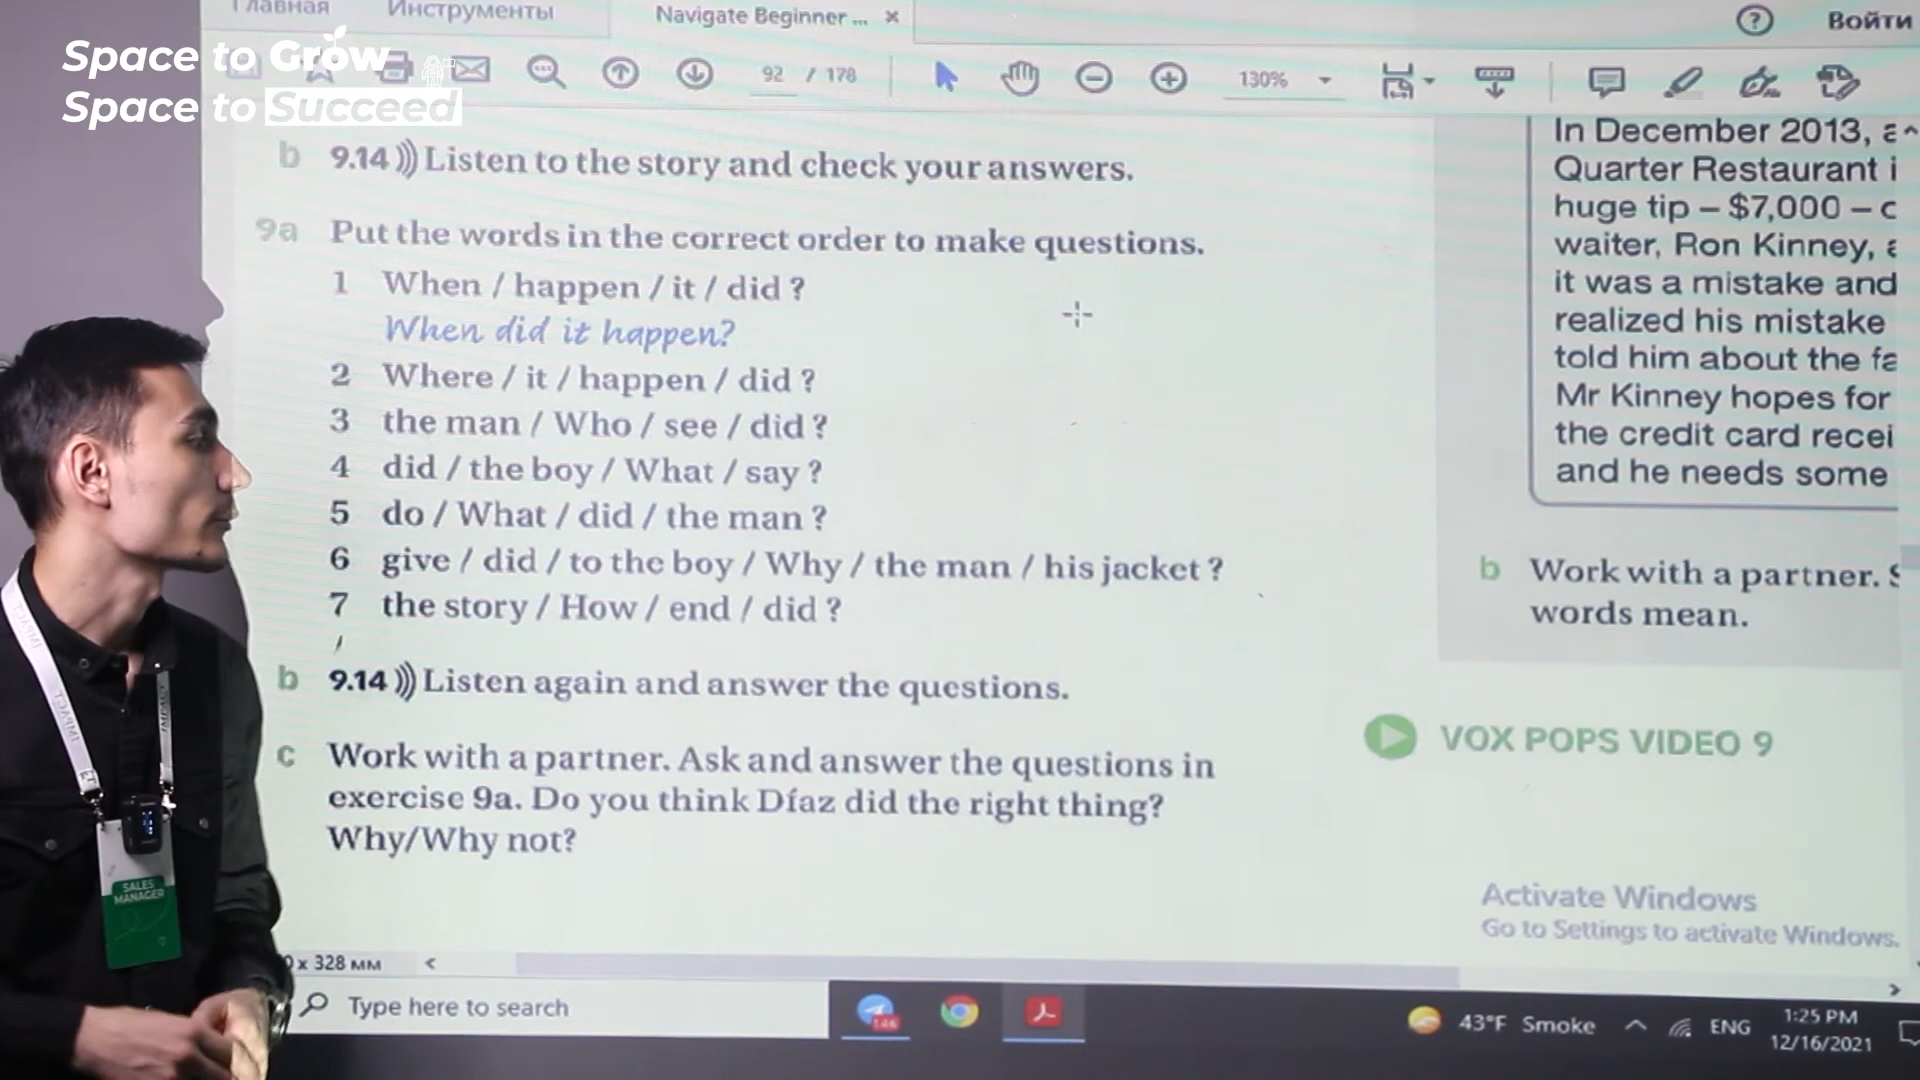 Главная
Инструменты
Navigate Beginner ... ×
? Войти
Space to Grow
Space to Succeed
92 / 178
130%
b 9.14 Listen to the story and check your answers.
9a Put the words in the correct order to make questions.
1 When / happen / it / did ?
When did it happen?
2 Where / it / happen / did ?
3 the man / Who / see / did ?
4 did / the boy / What / say ?
5 do / What / did / the man ?
6 give / did / to the boy / Why / the man / his jacket ?
7 the story / How / end / did ?
b 9.14 Listen again and answer the questions.
c Work with a partner. Ask and answer the questions in
exercise 9a. Do you think Díaz did the right thing?
Why/Why not?
In December 2013, a
Quarter Restaurant i
huge tip – $7,000 –
waiter, Ron Kinney,
it was a mistake and
realized his mistake
told him about the
Mr Kinney hopes for
the credit card recei
and he needs some
b Work with a partner. S
words mean.
VOX POPS VIDEO 9
Activate Windows
Go to Settings to activate Windows.
x 328 мм
Type here to search
146
43°F Smoke
ENG
1:25 PM
12/16/2021
IMPACT
IMPACT
SALES
MANAGER